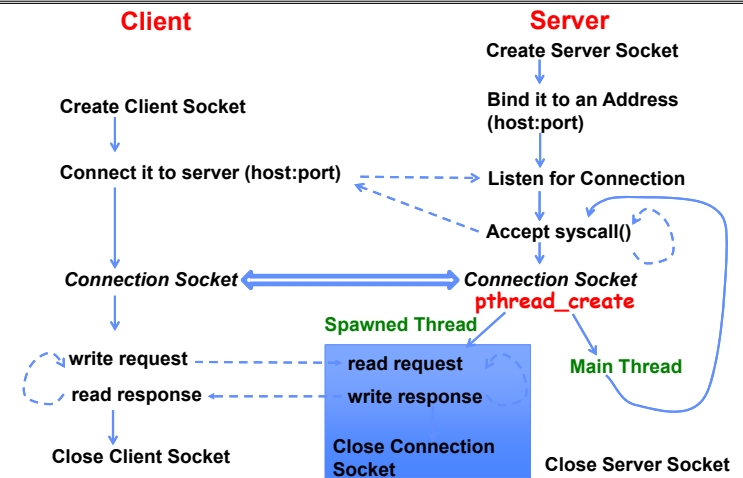 Client
Server
Create Server Socket
Create Client Socket
Bind it to an Address
(host:port)
Connect it to server (host:port)
Listen for Connection
Accept syscall()
Connection Socket
Connection Socket
pthread_create
Spawned Thread
write request
read request
Main Thread
read response
write response
Close Client Socket
Close Connection
Socket
Close Server Socket